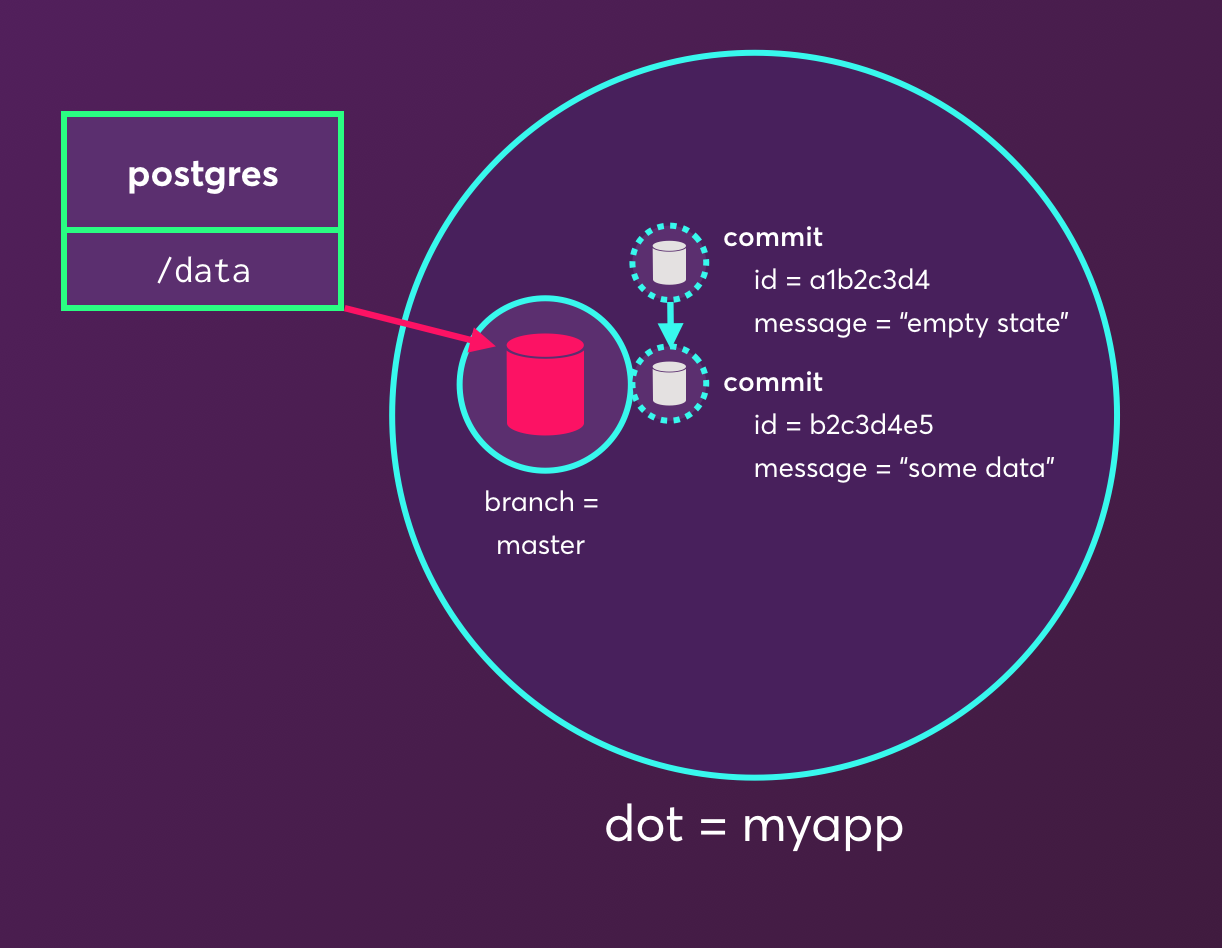 postgres
/data
commit
id = a1b2c3d4
message = “empty state”
commit
id = b2c3d4e5
message = “some data”
branch =
master
dot = myapp